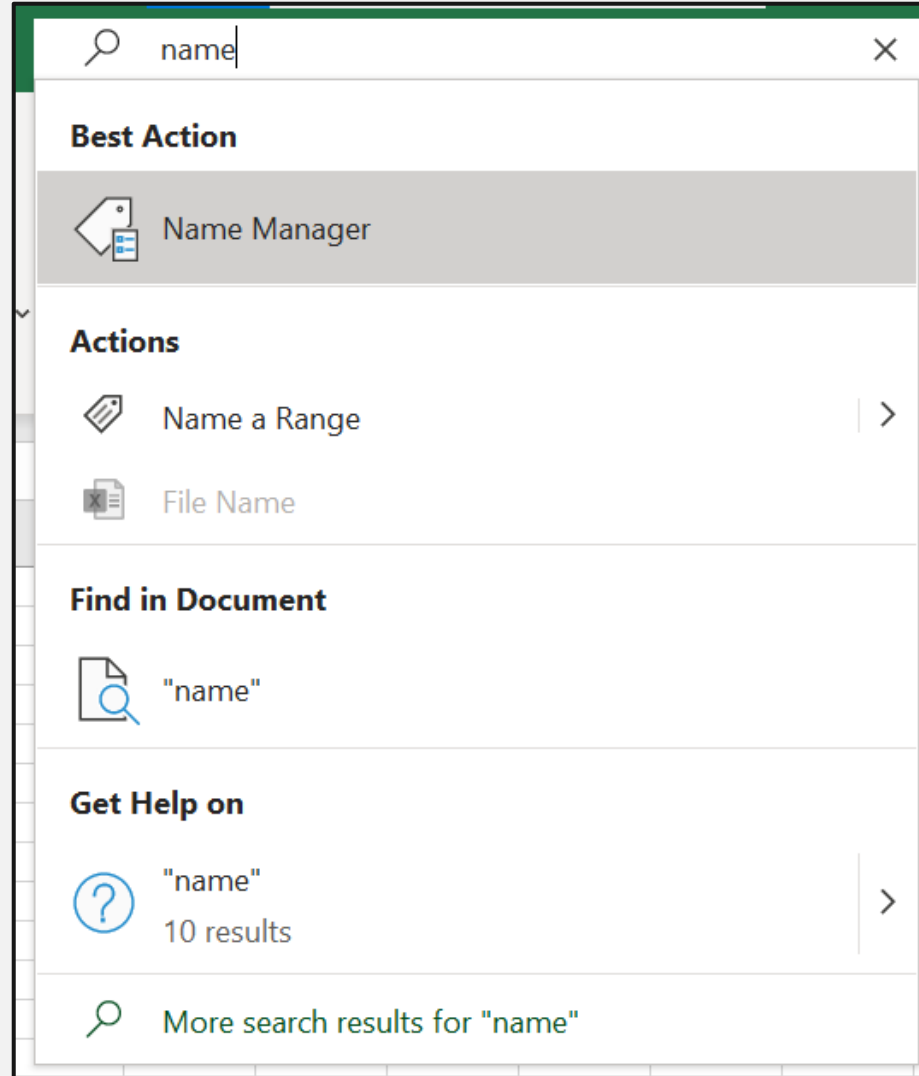 name
Best Action
Name Manager
Actions
Name a Range
File Name
Find in Document
"name"
Get Help on
"name"
10 results
More search results for "name"